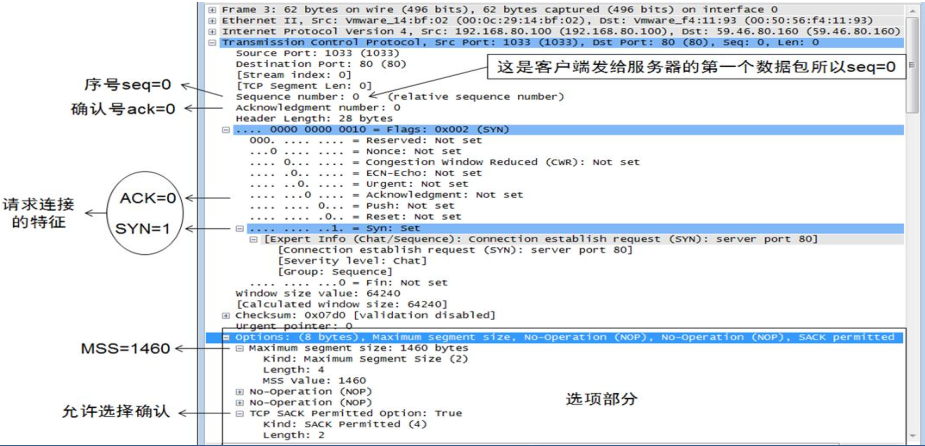 Frame 3: 62 bytes on wire (496 bits), 62 bytes captured (496 bits) on interface 0
Ethernet II, Src: Vmware_14:bf:02 (00:0c:29:14:bf:02), Dst: Vmware_f4:11:93 (00:50:56:f4:11:93)
Internet Protocol Version 4, Src: 192.168.80.100 (192.168.80.100), Dst: 59.46.80.160 (59.46.80.160)
Transmission Control Protocol, Src Port: 1033 (1033), Dst Port: 80 (80), Seq: 0, Len: 0
Source Port: 1033 (1033)
Destination Port: 80 (80)
[Stream index: 0]
[TCP Segment Len: 0]
这是客户端发给服务器的第一个数据包所以seq=0
序号seq=0
Sequence number: 0 (relative sequence number)
确认号ack=0
Acknowledgment number: 0
Header Length: 28 bytes
.... 0000 0000 0010 = Flags: 0x002 (SYN)
000. .... .... = Reserved: Not set
...0 .... .... = Nonce: Not set
.... 0... .... = Congestion Window Reduced (CWR): Not set
.... .0.. .... = ECN-Echo: Not set
.... ..0. .... = Urgent: Not set
.... ...0 .... = Acknowledgment: Not set
.... .... 0... = Push: Not set
.... .... .0.. = Reset: Not set
.... .... ..1. = Syn: Set
请求连接
的特征
ACK=0
SYN=1
[Expert Info (Chat/Sequence): Connection establish request (SYN): server port 80]
[Connection establish request (SYN): server port 80]
[Severity level: Chat]
[Group: Sequence]
.... .... ...0 = Fin: Not set
Window size value: 64240
[Calculated window size: 64240]
Checksum: 0x07d0 [validation disabled]
Urgent pointer: 0
Options: (8 bytes), Maximum segment size, No-Operation (NOP), No-Operation (NOP), SACK permitted
MSS=1460
Maximum segment size: 1460 bytes
Kind: Maximum Segment Size (2)
Length: 4
MSS Value: 1460
No-Operation (NOP)
No-Operation (NOP)
选项部分
允许选择确认
TCP SACK Permitted Option: True
Kind: SACK Permitted (4)
Length: 2